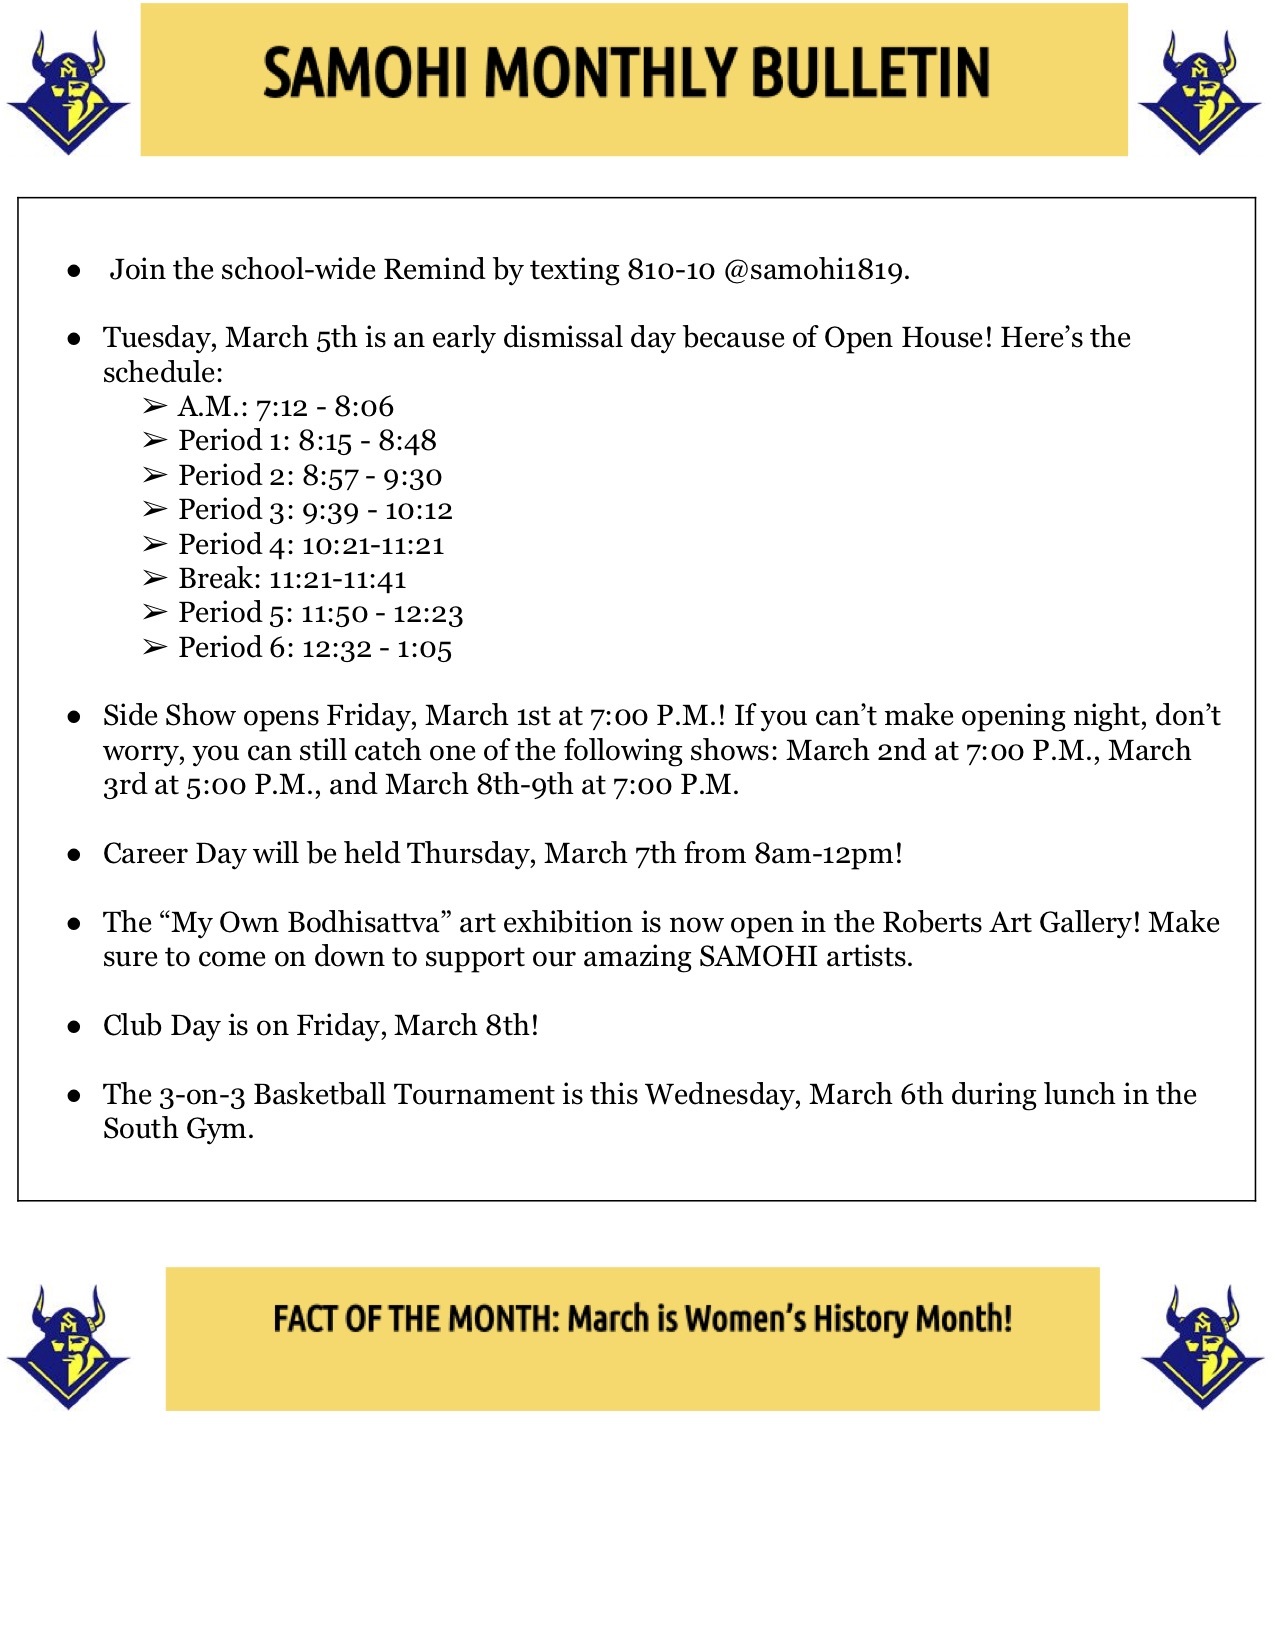 SAMOHI MONTHLY BULLETIN
● Join the school-wide Remind by texting 810-10 @samohi1819.
● Tuesday, March 5th is an early dismissal day because of Open House! Here’s the
schedule:
➢ A.M.: 7:12 - 8:06
➢ Period 1: 8:15 - 8:48
➢ Period 2: 8:57 - 9:30
➢ Period 3: 9:39 - 10:12
➢ Period 4: 10:21-11:21
➢ Break: 11:21-11:41
➢ Period 5: 11:50 - 12:23
➢ Period 6: 12:32 - 1:05
● Side Show opens Friday, March 1st at 7:00 P.M.! If you can’t make opening night, don’t
worry, you can still catch one of the following shows: March 2nd at 7:00 P.M., March
3rd at 5:00 P.M., and March 8th-9th at 7:00 P.M.
● Career Day will be held Thursday, March 7th from 8am-12pm!
● The “My Own Bodhisattva” art exhibition is now open in the Roberts Art Gallery! Make
sure to come on down to support our amazing SAMOHI artists.
● Club Day is on Friday, March 8th!
● The 3-on-3 Basketball Tournament is this Wednesday, March 6th during lunch in the
South Gym.
FACT OF THE MONTH: March is Women’s History Month!